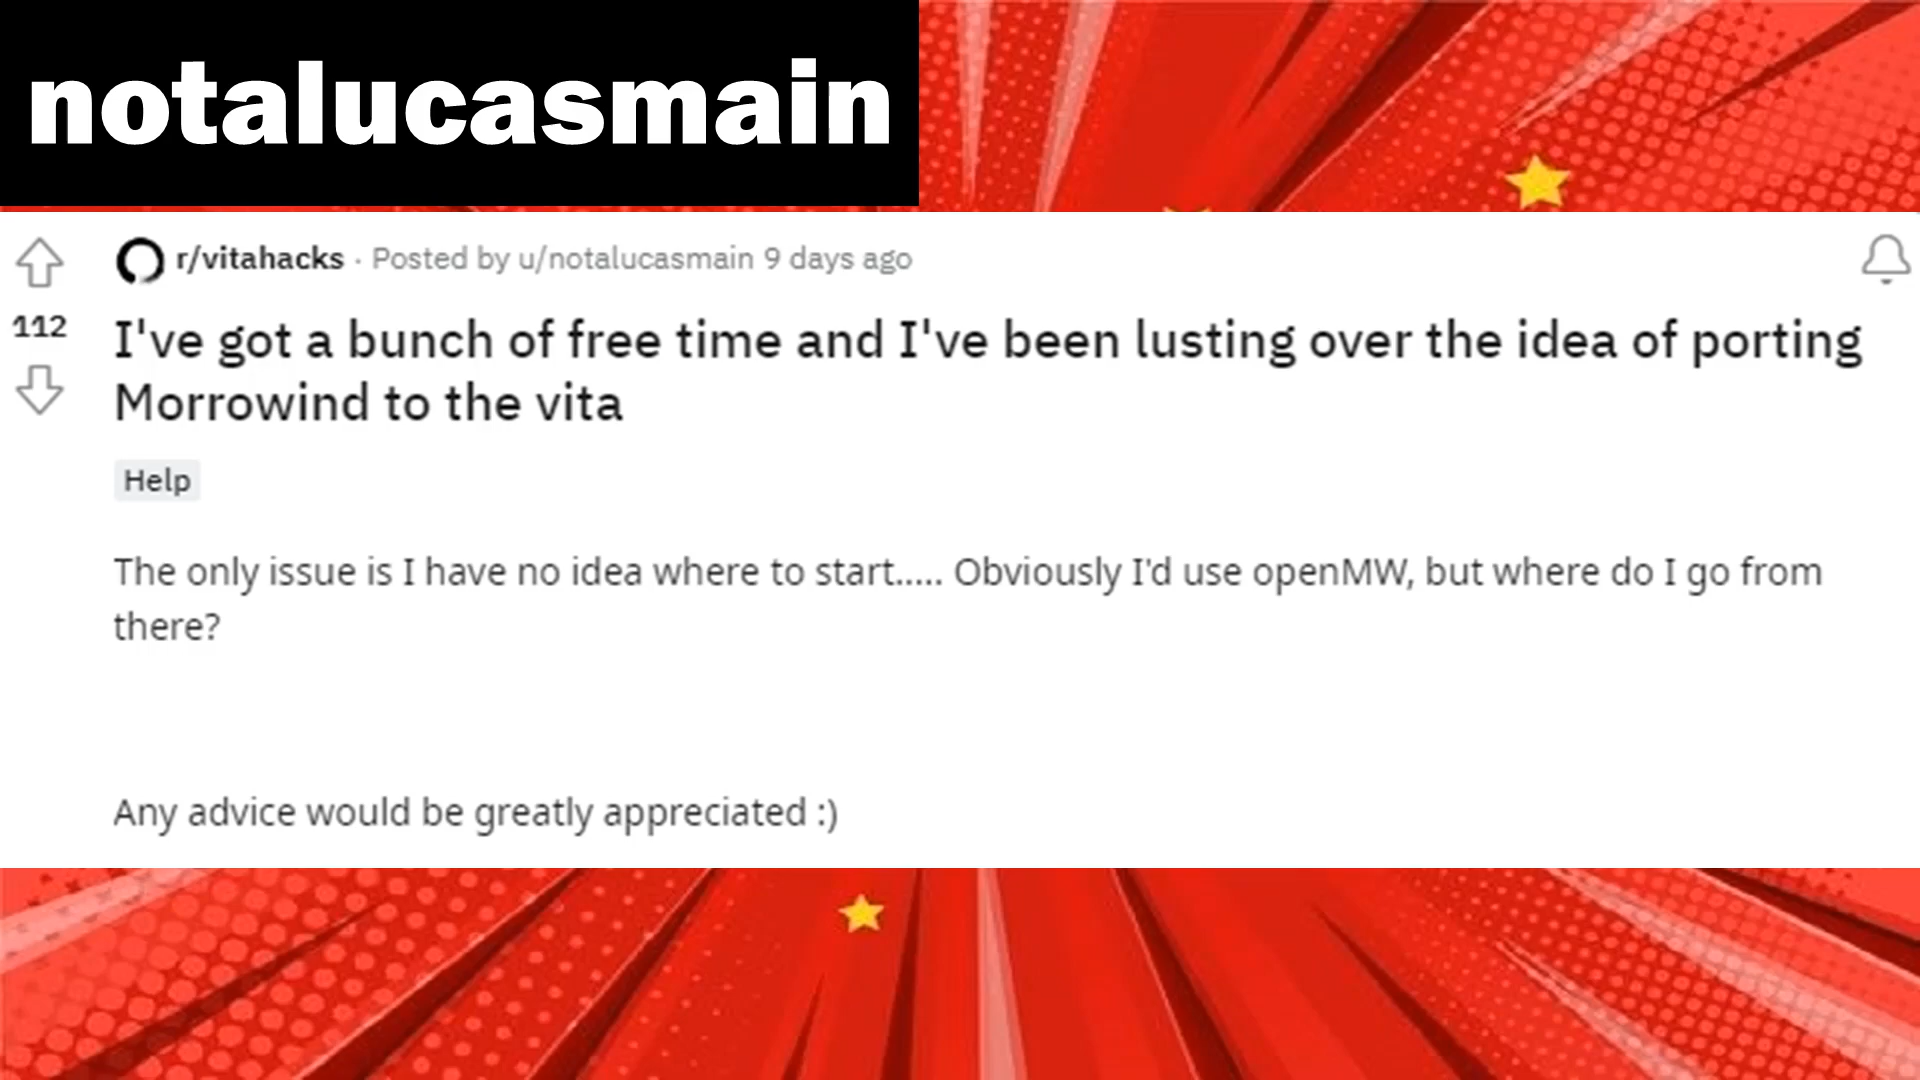 notalucasmain
r/vitahacks · Posted by u/notalucasmain 9 days ago
112
I've got a bunch of free time and I've been lusting over the idea of porting
Morrowind to the vita
Help
The only issue is I have no idea where to start..... Obviously I'd use openMW, but where do I go from
there?
Any advice would be greatly appreciated :)